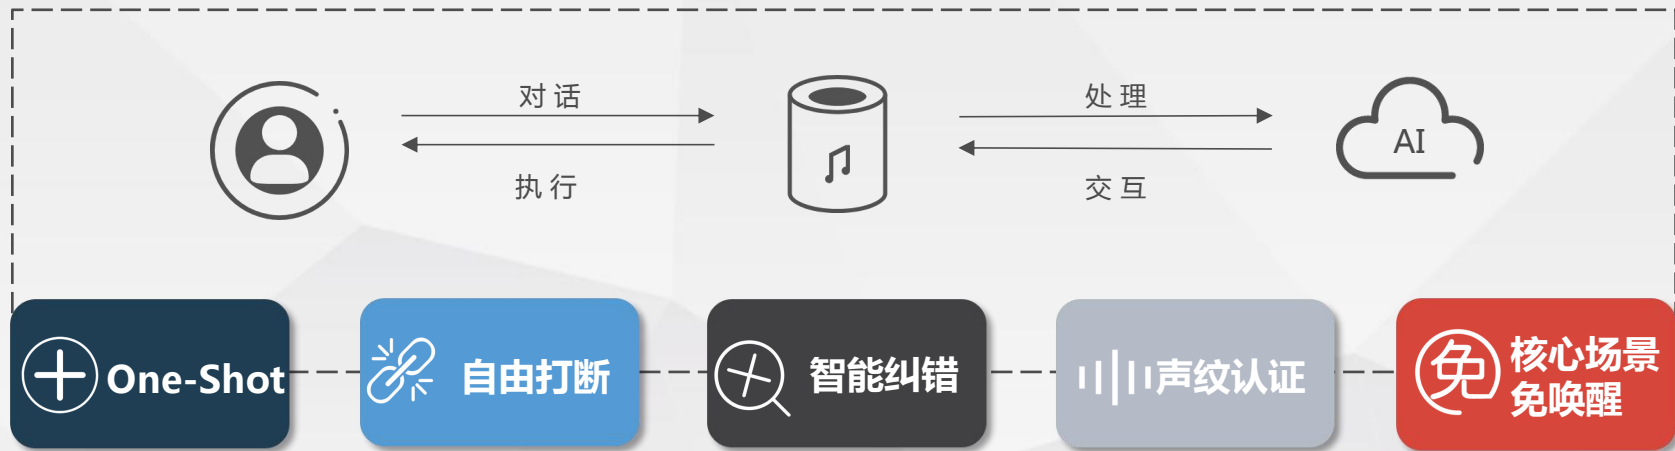 对话
处理
AI
执行
交互
One-Shot
自由打断
智能纠错
声纹认证
免
核心场景
免唤醒